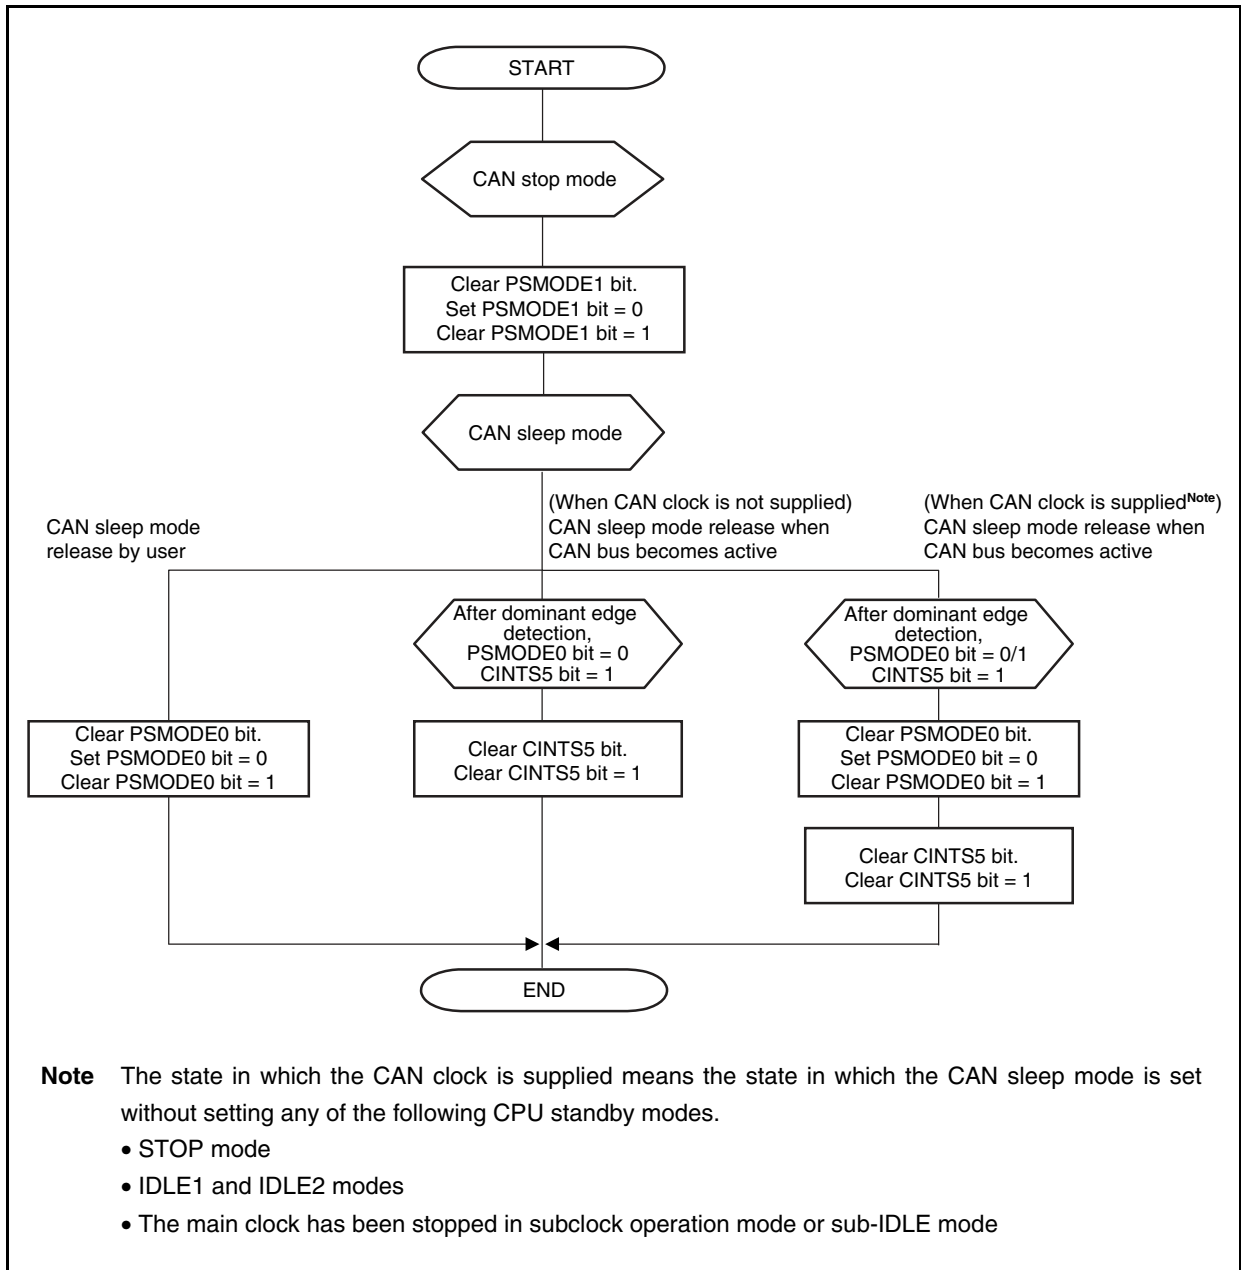 START
CAN stop mode
Clear PSMODE1 bit.
Set PSMODE1 bit = 0
Clear PSMODE1 bit = 1
CAN sleep mode
CAN sleep mode
release by user
(When CAN clock is not supplied)
CAN sleep mode release when
CAN bus becomes active
(When CAN clock is supplied Note)
CAN sleep mode release when
CAN bus becomes active
After dominant edge
detection,
PSMODE0 bit = 0
CINTS5 bit = 1
After dominant edge
detection,
PSMODE0 bit = 0/1
CINTS5 bit = 1
Clear PSMODE0 bit.
Set PSMODE0 bit = 0
Clear PSMODE0 bit = 1
Clear CINTS5 bit.
Clear CINTS5 bit = 1
Clear PSMODE0 bit.
Set PSMODE0 bit = 0
Clear PSMODE0 bit = 1
Clear CINTS5 bit.
Clear CINTS5 bit = 1
END
Note The state in which the CAN clock is supplied means the state in which the CAN sleep mode is set
without setting any of the following CPU standby modes.
• STOP mode
• IDLE1 and IDLE2 modes
• The main clock has been stopped in subclock operation mode or sub-IDLE mode